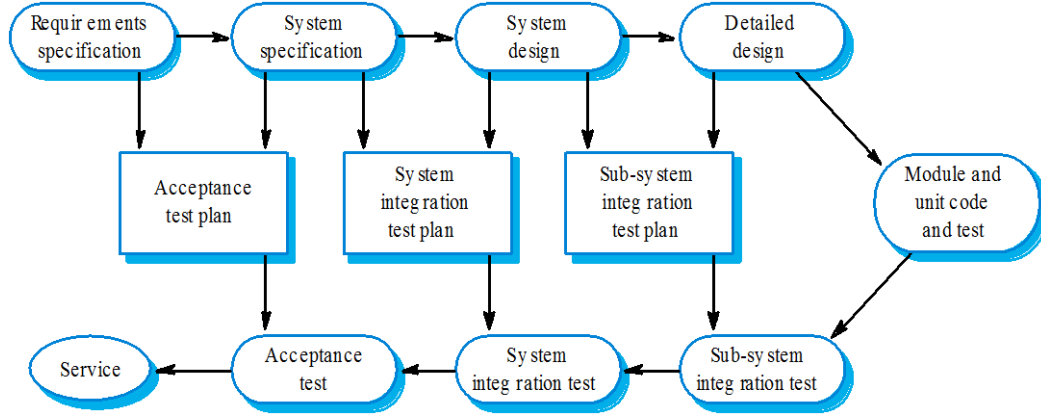 Requirements
specification
System
specification
System
design
Detailed
design
Acceptance
test plan
System
integration
test plan
Sub-system
integration
test plan
Module and
unit code
and test
Service
Acceptance
test
System
integration test
Sub-system
integration test